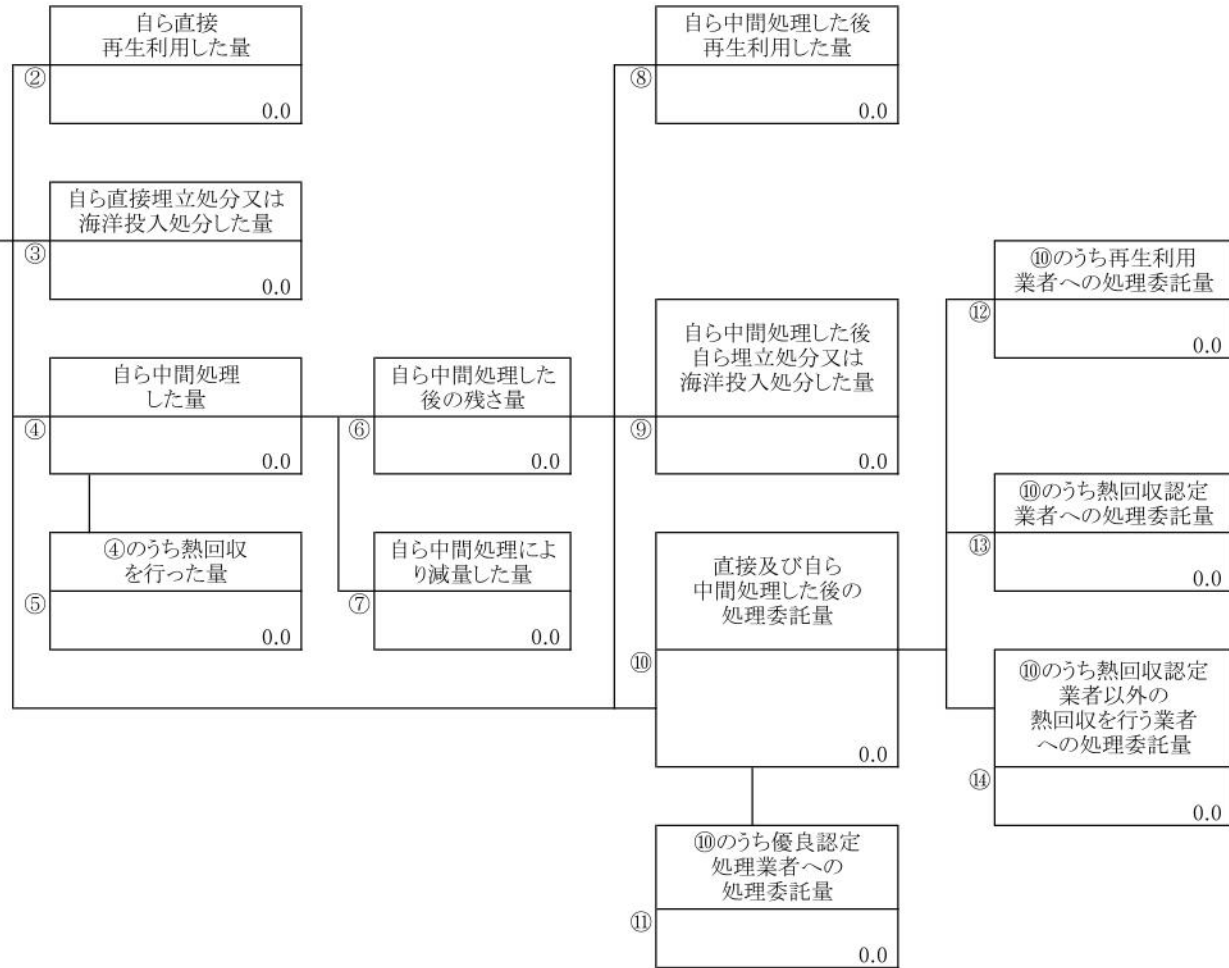 自ら直接
再生利用した量
②
0.0
自ら中間処理した後
再生利用した量
⑧
0.0
自ら直接埋立処分又は
海洋投入処分した量
③
0.0
⑩のうち再生利用
業者への処理委託量
⑫
0.0
自ら中間処理した後
自ら埋立処分又は
海洋投入処分した量
⑨
0.0
自ら中間処理
した量
④
0.0
自ら中間処理した
後の残さ量
⑥
0.0
⑩のうち熱回収認定
業者への処理委託量
⑬
0.0
④のうち熱回収
を行った量
⑤
0.0
自ら中間処理によ
り減量した量
⑦
0.0
直接及び自ら
中間処理した後の
処理委託量
⑩
0.0
⑩のうち熱回収認定
業者以外の
熱回収を行う業者
への処理委託量
⑭
0.0
⑩のうち優良認定
処理業者への
処理委託量
⑪
0.0